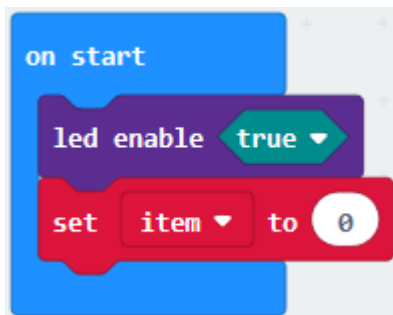 on start
led enable true
set item to 0